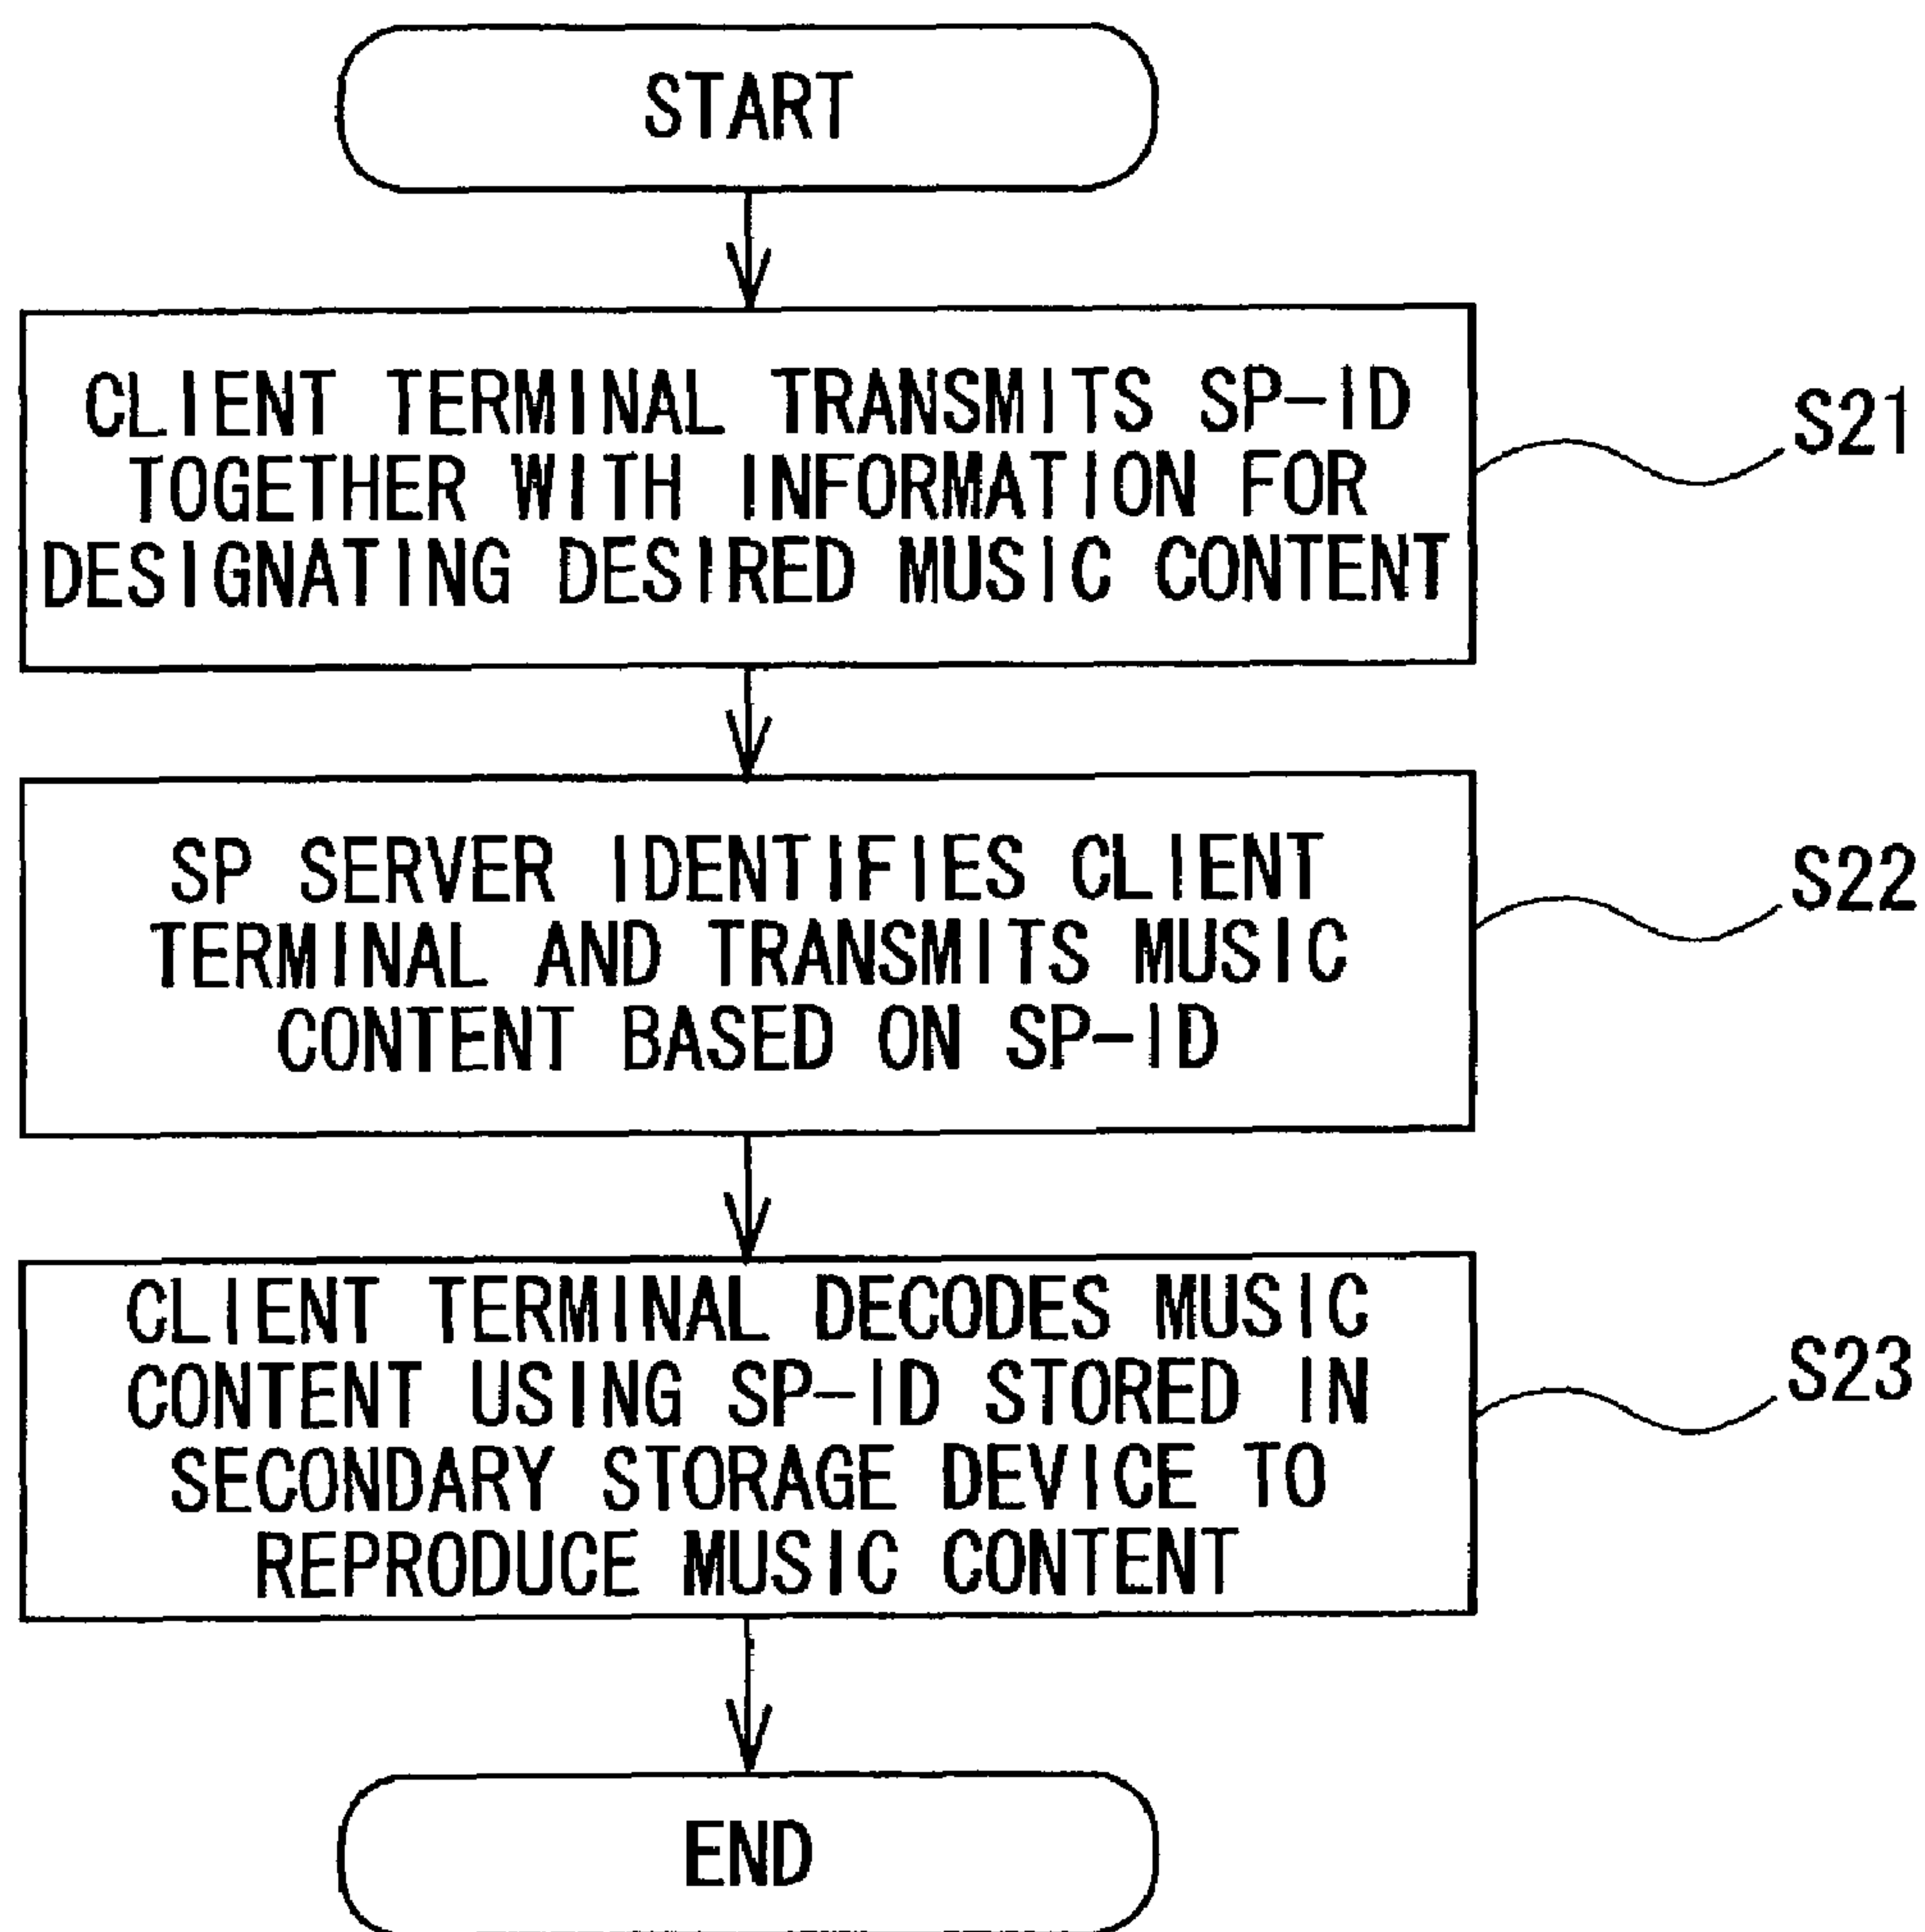 START
CLIENT TERMINAL TRANSMITS SP-ID
TOGETHER WITH INFORMATION FOR
DESIGNATING DESIRED MUSIC CONTENT
S21
SP SERVER IDENTIFIES CLIENT
TERMINAL AND TRANSMITS MUSIC
CONTENT BASED ON SP-ID
S22
CLIENT TERMINAL DECODES MUSIC
CONTENT USING SP-ID STORED IN
SECONDARY STORAGE DEVICE TO
REPRODUCE MUSIC CONTENT
S23
END